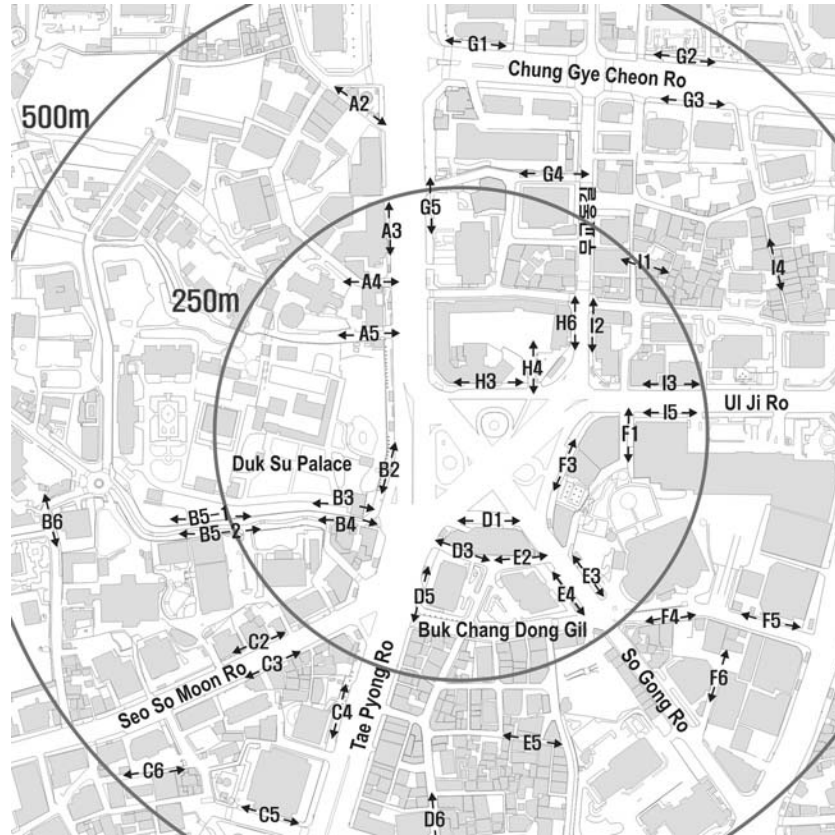 G1
G2
Chung Gye Cheon Ro
A2
G3
500m
G4
G5
A3
I1
I4
A4
250m
H6
I2
A5
H4
H3
I3
Ul Ji Ro
I5
F1
B2
Duk Su Palace
F3
B3
B5-1
B4
D1
B6
B5-2
D3
E2
E3
E4
D5
F4
F5
Buk Chang Dong Gil
C2
C3
So Gong Ro
F6
Seo So Moon Ro
C4
Tae Pyong Ro
E5
C6
C5
D6